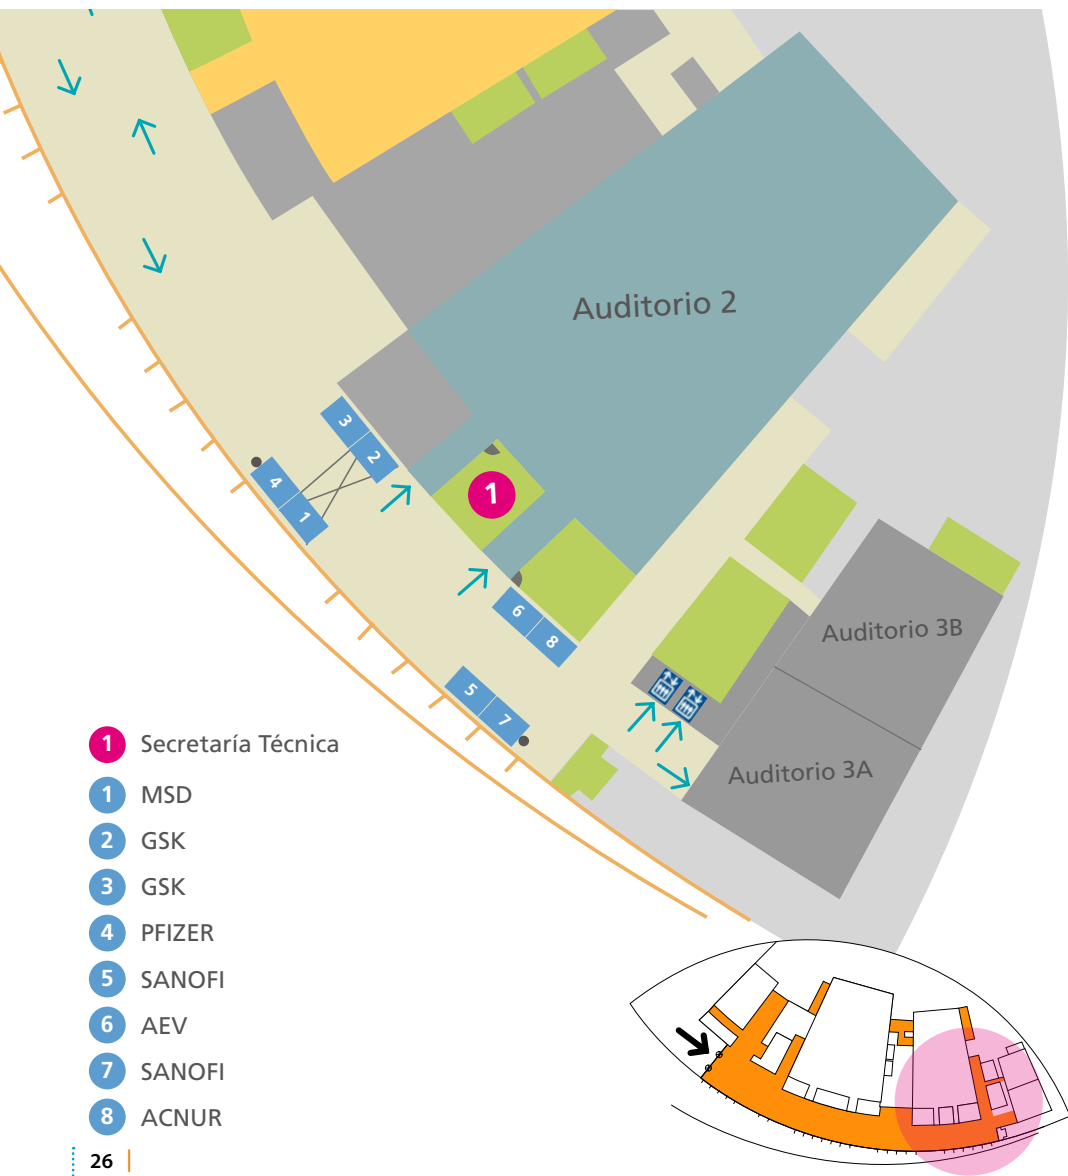 Auditorio 2
3
2
4
1
1
6
8
5
7
Auditorio 3B
Auditorio 3A
1 Secretaría Técnica
1 MSD
2 GSK
3 GSK
4 PFIZER
5 SANOFI
6 AEV
7 SANOFI
8 ACNUR
26